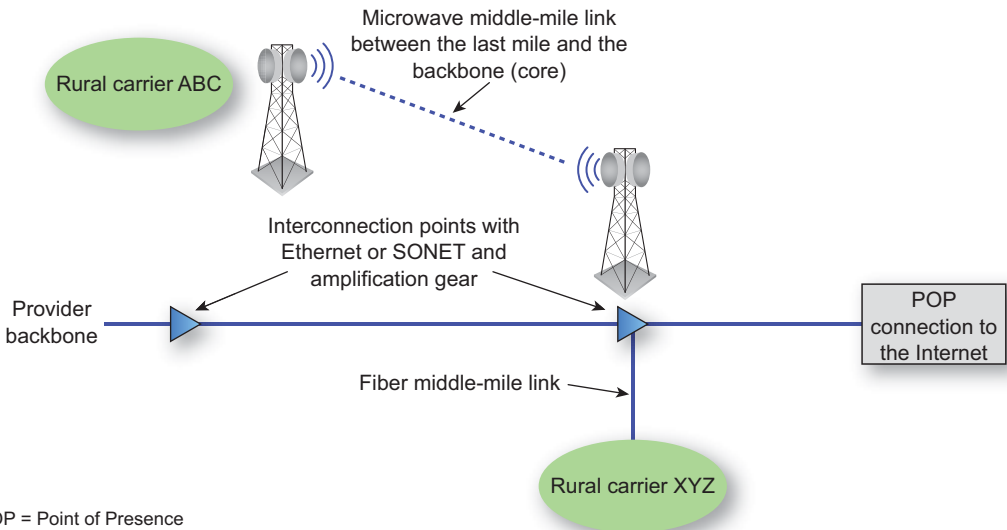 Microwave middle-mile link
between the last mile and the
backbone (core)
Rural carrier ABC
Interconnection points with
Ethernet or SONET and
amplification gear
Provider
backbone
POP
connection to
the Internet
Fiber middle-mile link
Rural carrier XYZ
OP = Point of Presence